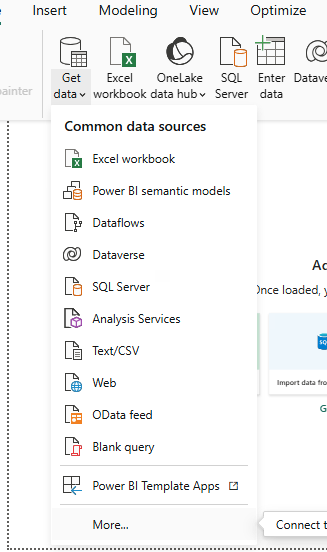 Insert Modeling View Optimize
painter
Get data
Excel workbook
OneLake data hub
SQL Server
Enter data
Common data sources
Excel workbook
Power BI semantic models
Dataflows
Dataverse
SQL Server
Analysis Services
Text/CSV
Web
OData feed
Blank query
Power BI Template Apps
More...
Once loaded, y
Import data fro
Connect t